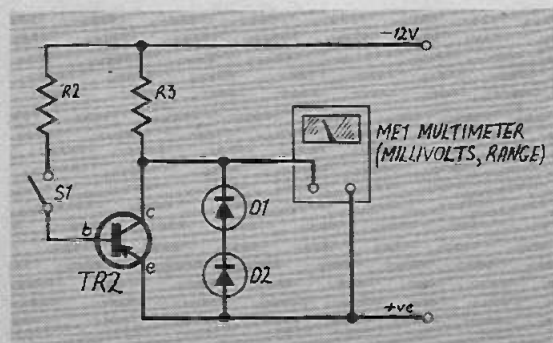 -12V
R2
R3
ME1 MULTIMETER
(MILLIVOLTS, RANGE)
S1
D1
b
c
e
TR2
D2
+ve